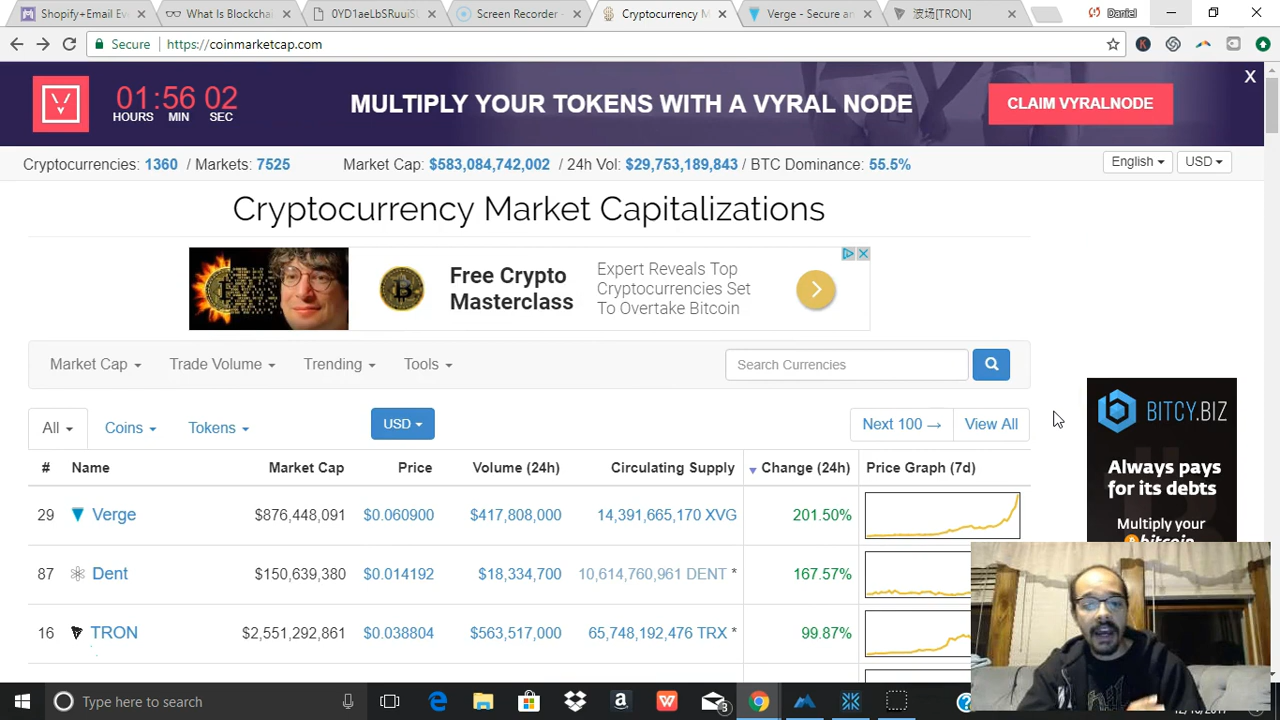 Shopify+Email Ev
What Is Blockchai
0YD1aeLbSRuuiSU
Screen Recorder -
Cryptocurrency M
Verge - Secure an
波场[TRON]
Daniel
Secure
https://coinmarketcap.com
01:56 02
HOURS MIN SEC
MULTIPLY YOUR TOKENS WITH A VYRAL NODE
CLAIM VYRALNODE
X
Cryptocurrencies: 1360 / Markets: 7525
Market Cap: $583,084,742,002 / 24h Vol: $29,753,189,843 / BTC Dominance: 55.5%
English
USD
Cryptocurrency Market Capitalizations
Free Crypto
Masterclass
Expert Reveals Top
Cryptocurrencies Set
To Overtake Bitcoin
Market Cap
Trade Volume
Trending
Tools
Search Currencies
All
Coins
Tokens
USD
Next 100 →
View All
BITCY.BIZ
Always pays
for its debts
Multiply your
bitcoin
# Name Market Cap Price Volume (24h) Circulating Supply Change (24h) Price Graph (7d)
29 Verge $876,448,091 $0.060900 $417,808,000 14,391,665,170 XVG 201.50%
87 Dent $150,639,380 $0.014192 $18,334,700 10,614,760,961 DENT * 167.57%
16 TRON $2,551,292,861 $0.038804 $563,517,000 65,748,192,476 TRX * 99.87%
Type here to search
3